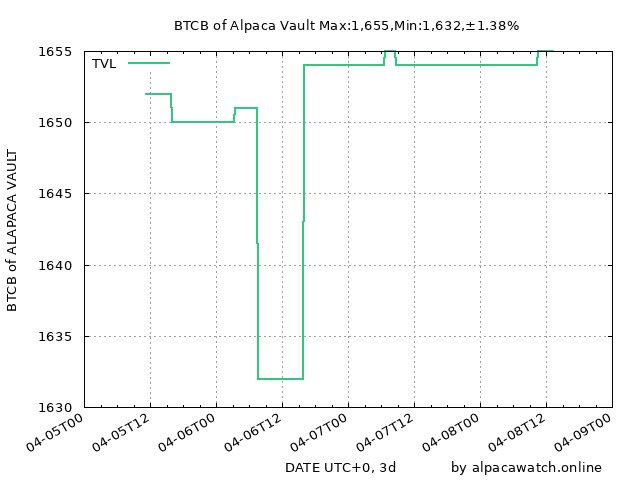 BTCB of Alpaca Vault Max:1,655,Min:1,632,±1.38%
TVL
1655
1650
1645
1640
1635
1630
BTCB of ALAPACA VAULT
04-05T00
04-05T12
04-06T00
04-06T12
04-07T00
04-07T12
04-08T00
04-08T12
04-09T00
DATE UTC+0, 3d
by alpacawatch.online